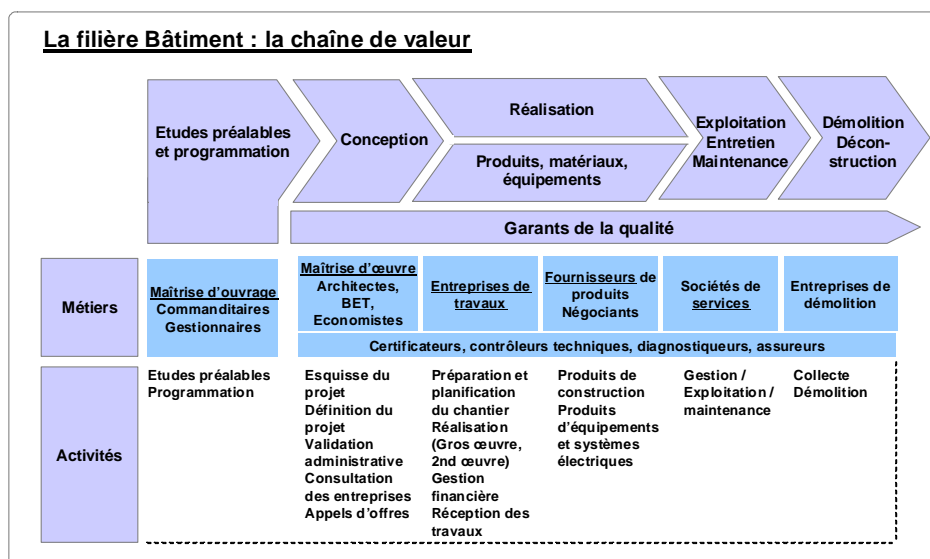 La filière Bâtiment : la chaîne de valeur
Etudes préalables
et programmation
Conception
Réalisation
Produits, matériaux,
équipements
Exploitation
Entretien
Maintenance
Démolition
Décon-
struction
Garants de la qualité
Métiers
Maîtrise d'ouvrage
Commanditaires
Gestionnaires
Maîtrise d'œuvre
Architectes,
BET,
Economistes
Entreprises de
travaux
Fournisseurs de
produits
Négociants
Sociétés de
services
Entreprises de
démolition
Certificateurs, contrôleurs techniques, diagnostiqueurs, assureurs
Activités
Etudes préalables
Programmation
Esquisse du
projet
Définition du
projet
Validation
administrative
Consultation
des entreprises
Appels d'offres
Préparation et
planification
du chantier
Réalisation
(Gros œuvre,
2nd œuvre)
Gestion
financière
Réception des
travaux
Produits de
construction
Produits
d'équipements
et systèmes
électriques
Gestion /
Exploitation /
maintenance
Collecte
Démolition